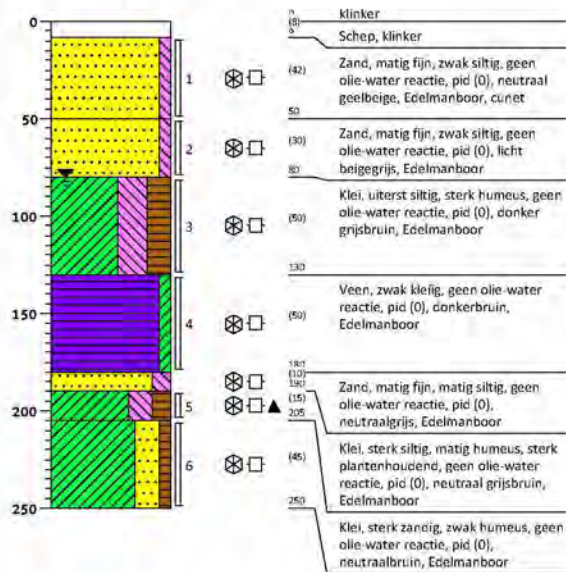 0
50
100
150
200
250
1
2
3
4
5
6
klinker
(8)
8
Schep, klinker
(42)
Zand, matig fijn, zwak siltig, geen
olie-water reactie, pid (0), neutraal
geelbeige, Edelmanboor, cunet
50
(30)
Zand, matig fijn, zwak siltig, geen
olie-water reactie, pid (0), licht
beigegrijs, Edelmanboor
80
(50)
Klei, uiterst siltig, sterk humeus, geen
olie-water reactie, pid (0), donker
grijsbruin, Edelmanboor
130
(50)
Veen, zwak kleiïg, geen olie-water
reactie, pid (0), donkerbruin,
Edelmanboor
180
(10)
190
Zand, matig fijn, matig siltig, geen
olie-water reactie, pid (0),
neutraalgrijs, Edelmanboor
(15)
205
Klei, sterk siltig, matig humeus, sterk
plantenhoudend, geen olie-water
reactie, pid (0), neutraal grijsbruin,
Edelmanboor
(45)
250
Klei, sterk zandig, zwak humeus, geen
olie-water reactie, pid (0),
neutraalbruin, Edelmanboor